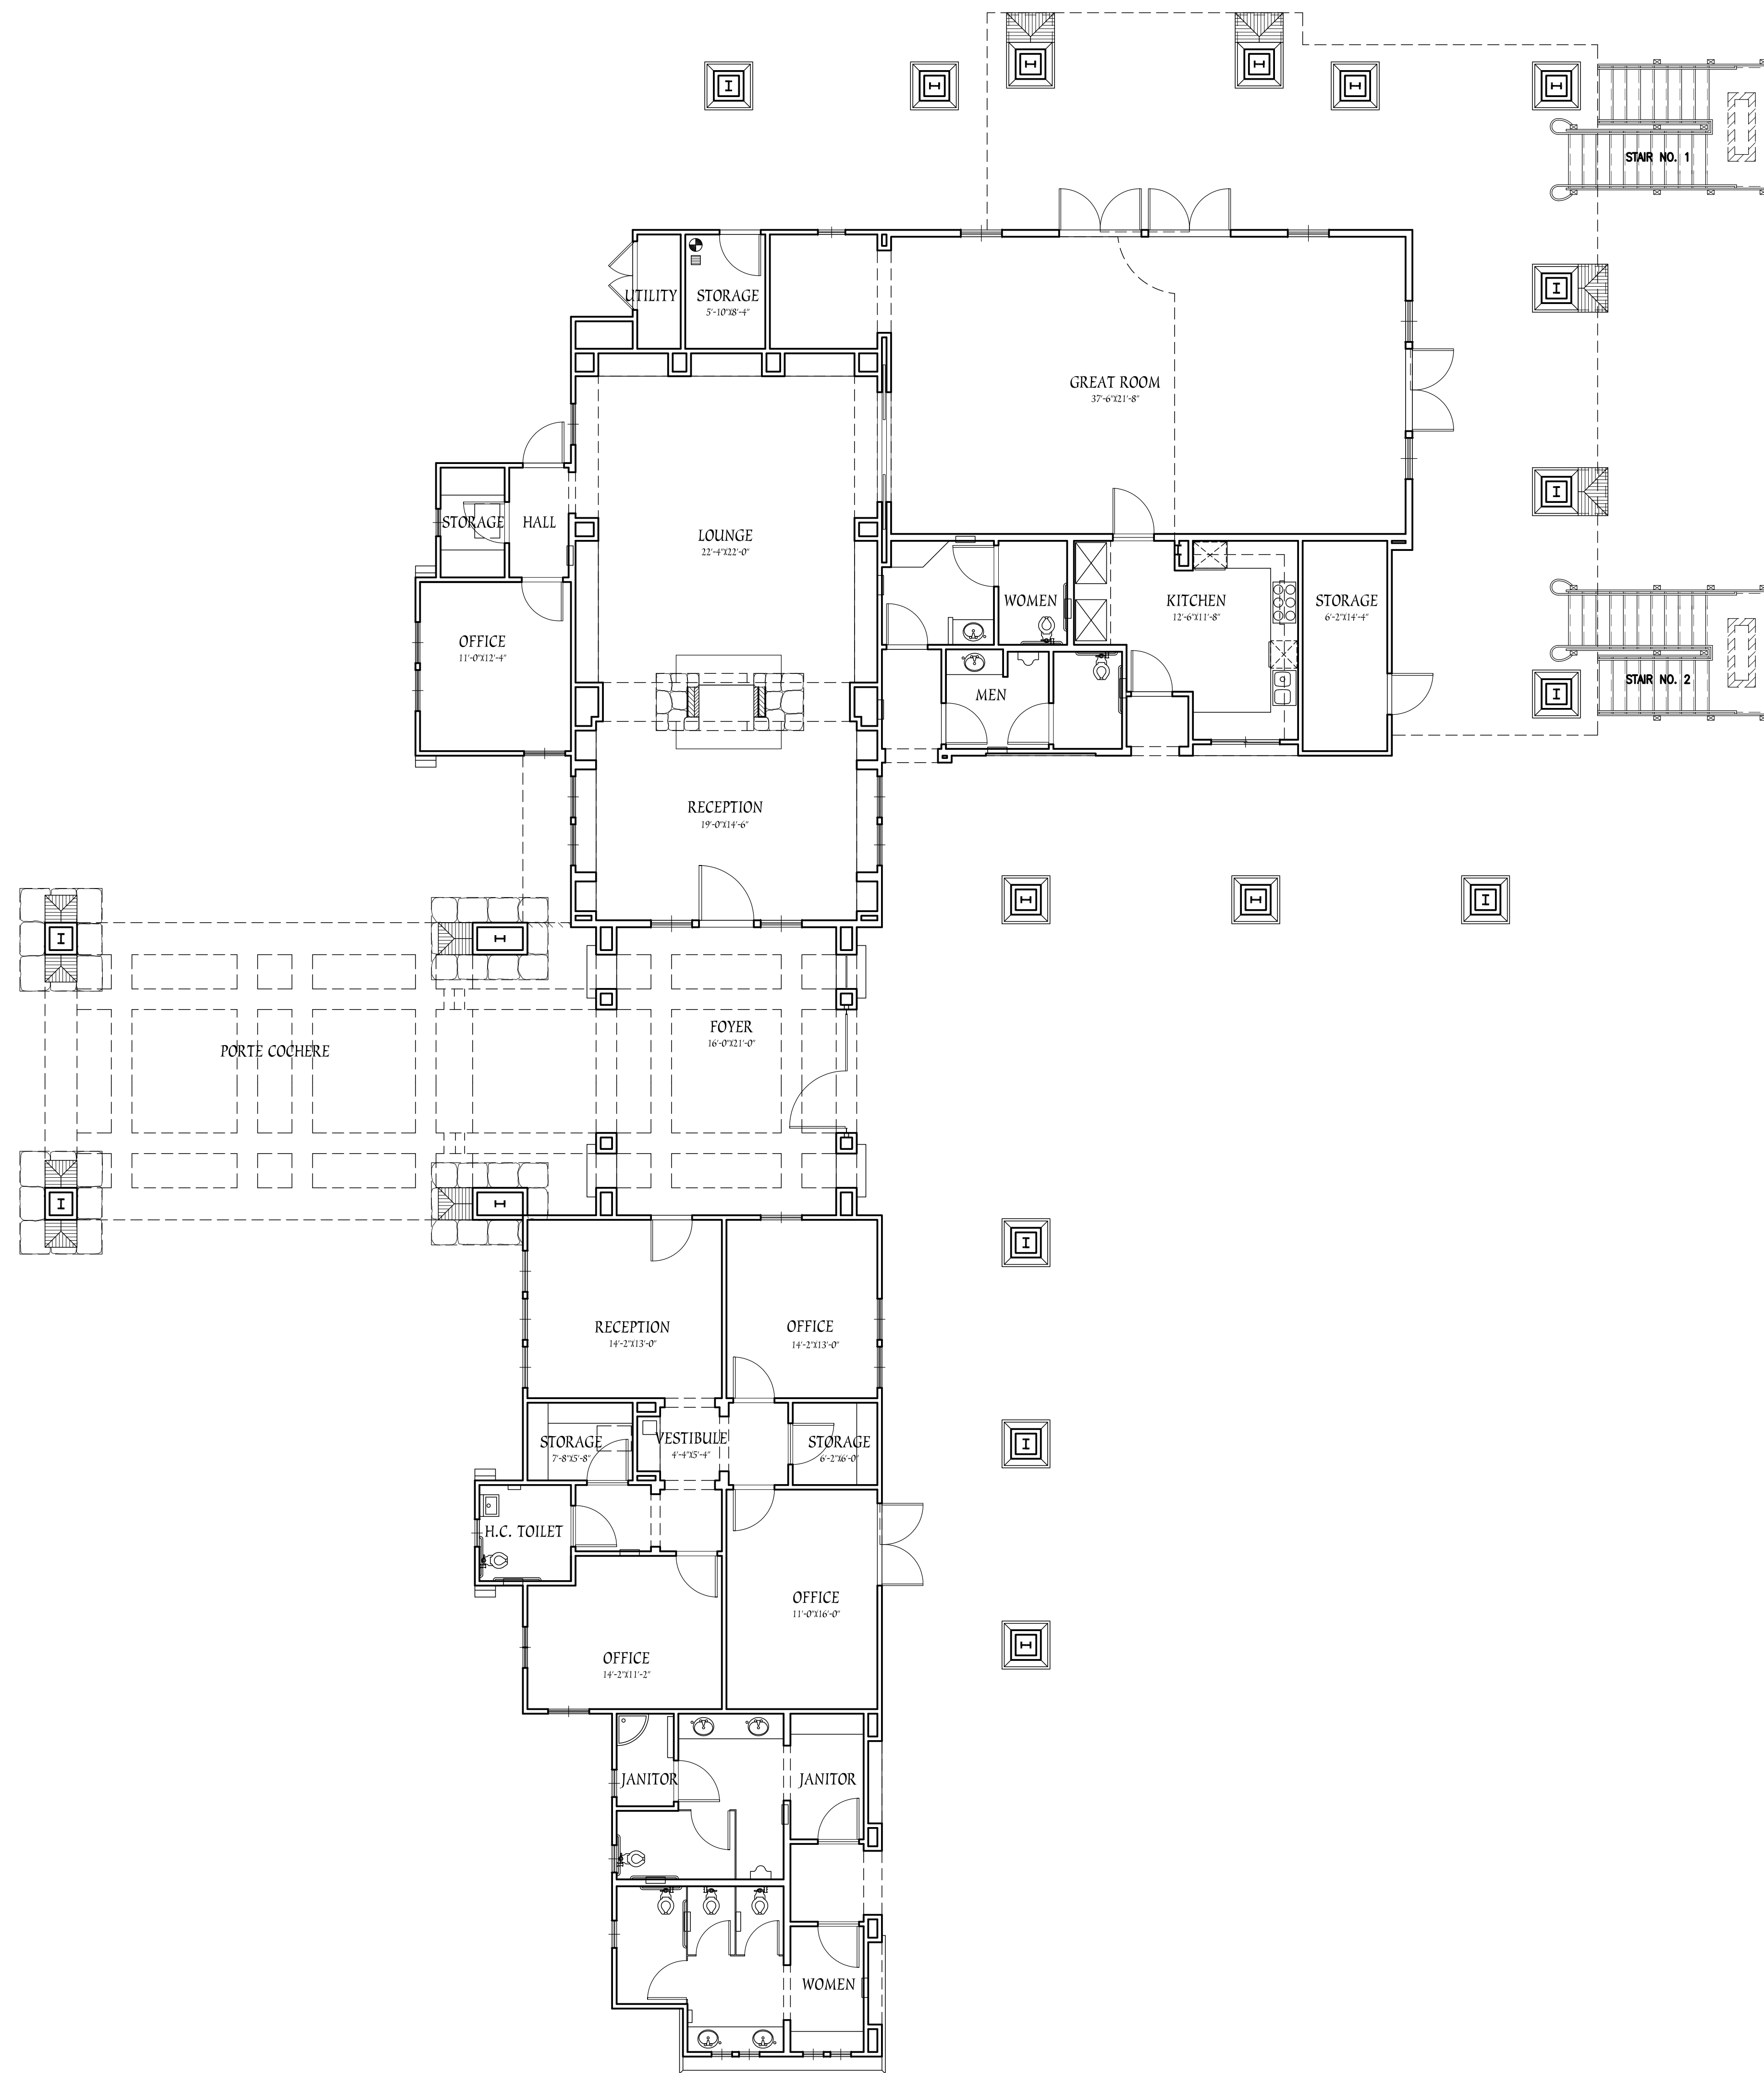 STAIR NO. 1
UTILITY
STORAGE
5'-10"X8'-4"
GREAT ROOM
37'-6"X21'-8"
STORAGE
HALL
LOUNGE
22'-4"X22'-0"
WOMEN
KITCHEN
12'-6"X11'-8"
STORAGE
6'-2"X14'-4"
OFFICE
11'-0"X12'-4"
STAIR NO. 2
MEN
RECEPTION
19'-0"X14'-6"
FOYER
16'-0"X21'-0"
PORTE COCHERE
RECEPTION
14'-2"X13'-0"
OFFICE
14'-2"X13'-0"
STORAGE
7'-8"X5'-8"
VESTIBULE
4'-4"X5'-4"
STORAGE
6'-2"X6'-0"
H.C. TOILET
OFFICE
11'-0"X16'-0"
OFFICE
14'-2"X11'-2"
JANITOR
JANITOR
WOMEN